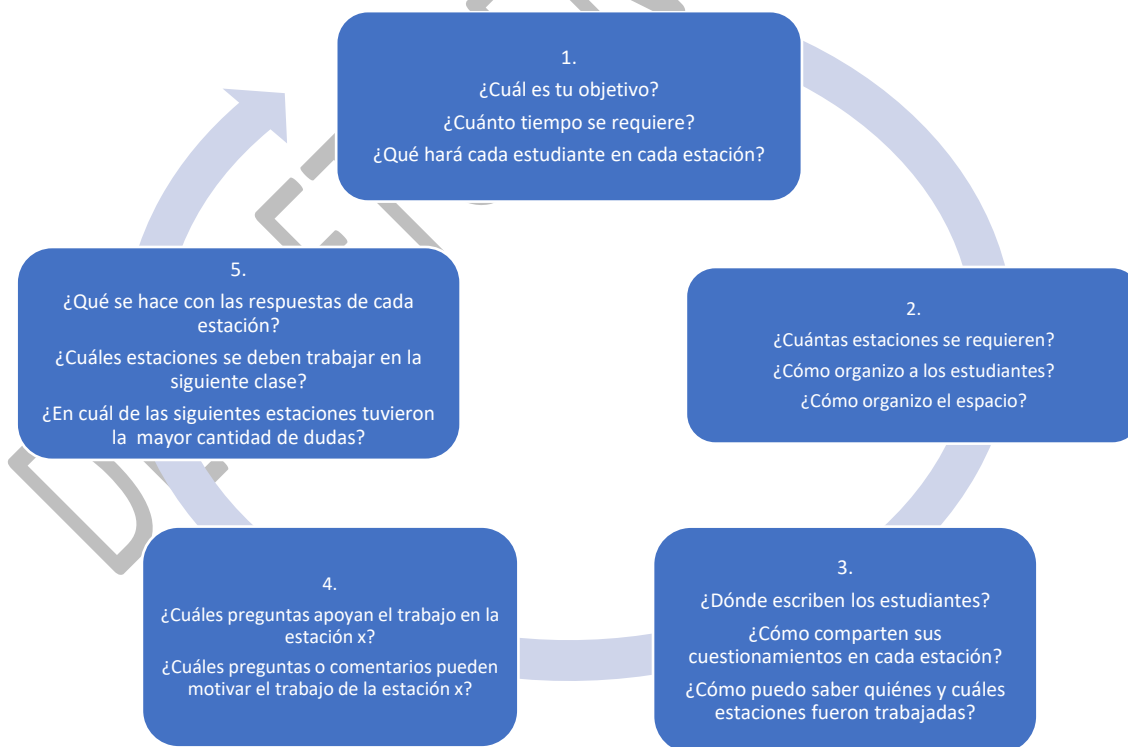 1.
¿Cuál es tu objetivo?
¿Cuánto tiempo se requiere?
¿Qué hará cada estudiante en cada estación?
2.
¿Cuántas estaciones se requieren?
¿Cómo organizo a los estudiantes?
¿Cómo organizo el espacio?
3.
¿Dónde escriben los estudiantes?
¿Cómo comparten sus
cuestionamientos en cada estación?
¿Cómo puedo saber quiénes y cuáles
estaciones fueron trabajadas?
4.
¿Cuáles preguntas apoyan el trabajo en la
estación x?
¿Cuáles preguntas o comentarios pueden
motivar el trabajo de la estación x?
5.
¿Qué se hace con las respuestas de cada
estación?
¿Cuáles estaciones se deben trabajar en la
siguiente clase?
¿En cuál de las siguientes estaciones tuvieron
la mayor cantidad de dudas?